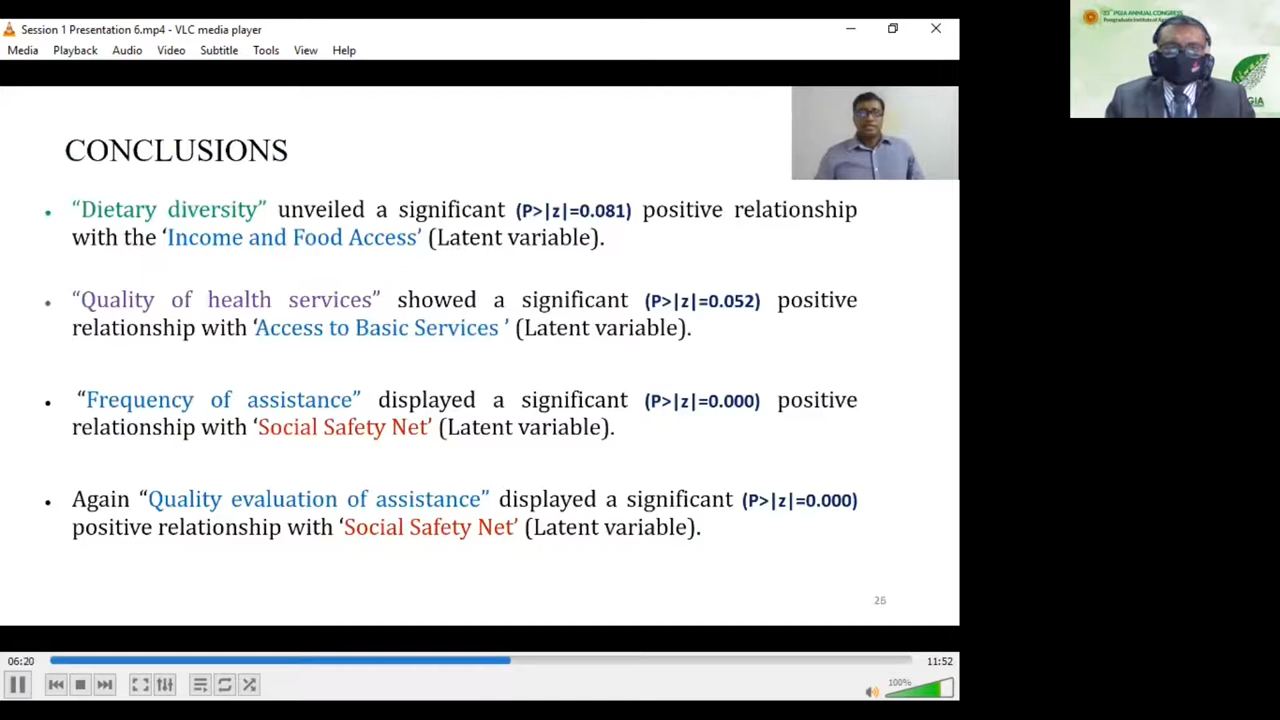 Session 1 Presentation 6.mp4 - VLC media player
Media Playback Audio Video Subtitle Tools View Help
PGIA ANNUAL CONGRESS
CONCLUSIONS
• “Dietary diversity” unveiled a significant (P>|z|=0.081) positive relationship
with the ‘Income and Food Access’ (Latent variable).
• “Quality of health services” showed a significant (P>|z|=0.052) positive
relationship with ‘Access to Basic Services ’ (Latent variable).
• “Frequency of assistance” displayed a significant (P>|z|=0.000) positive
relationship with ‘Social Safety Net’ (Latent variable).
• Again “Quality evaluation of assistance” displayed a significant (P>|z|=0.000)
positive relationship with ‘Social Safety Net’ (Latent variable).
26
06:20
11:52
100%